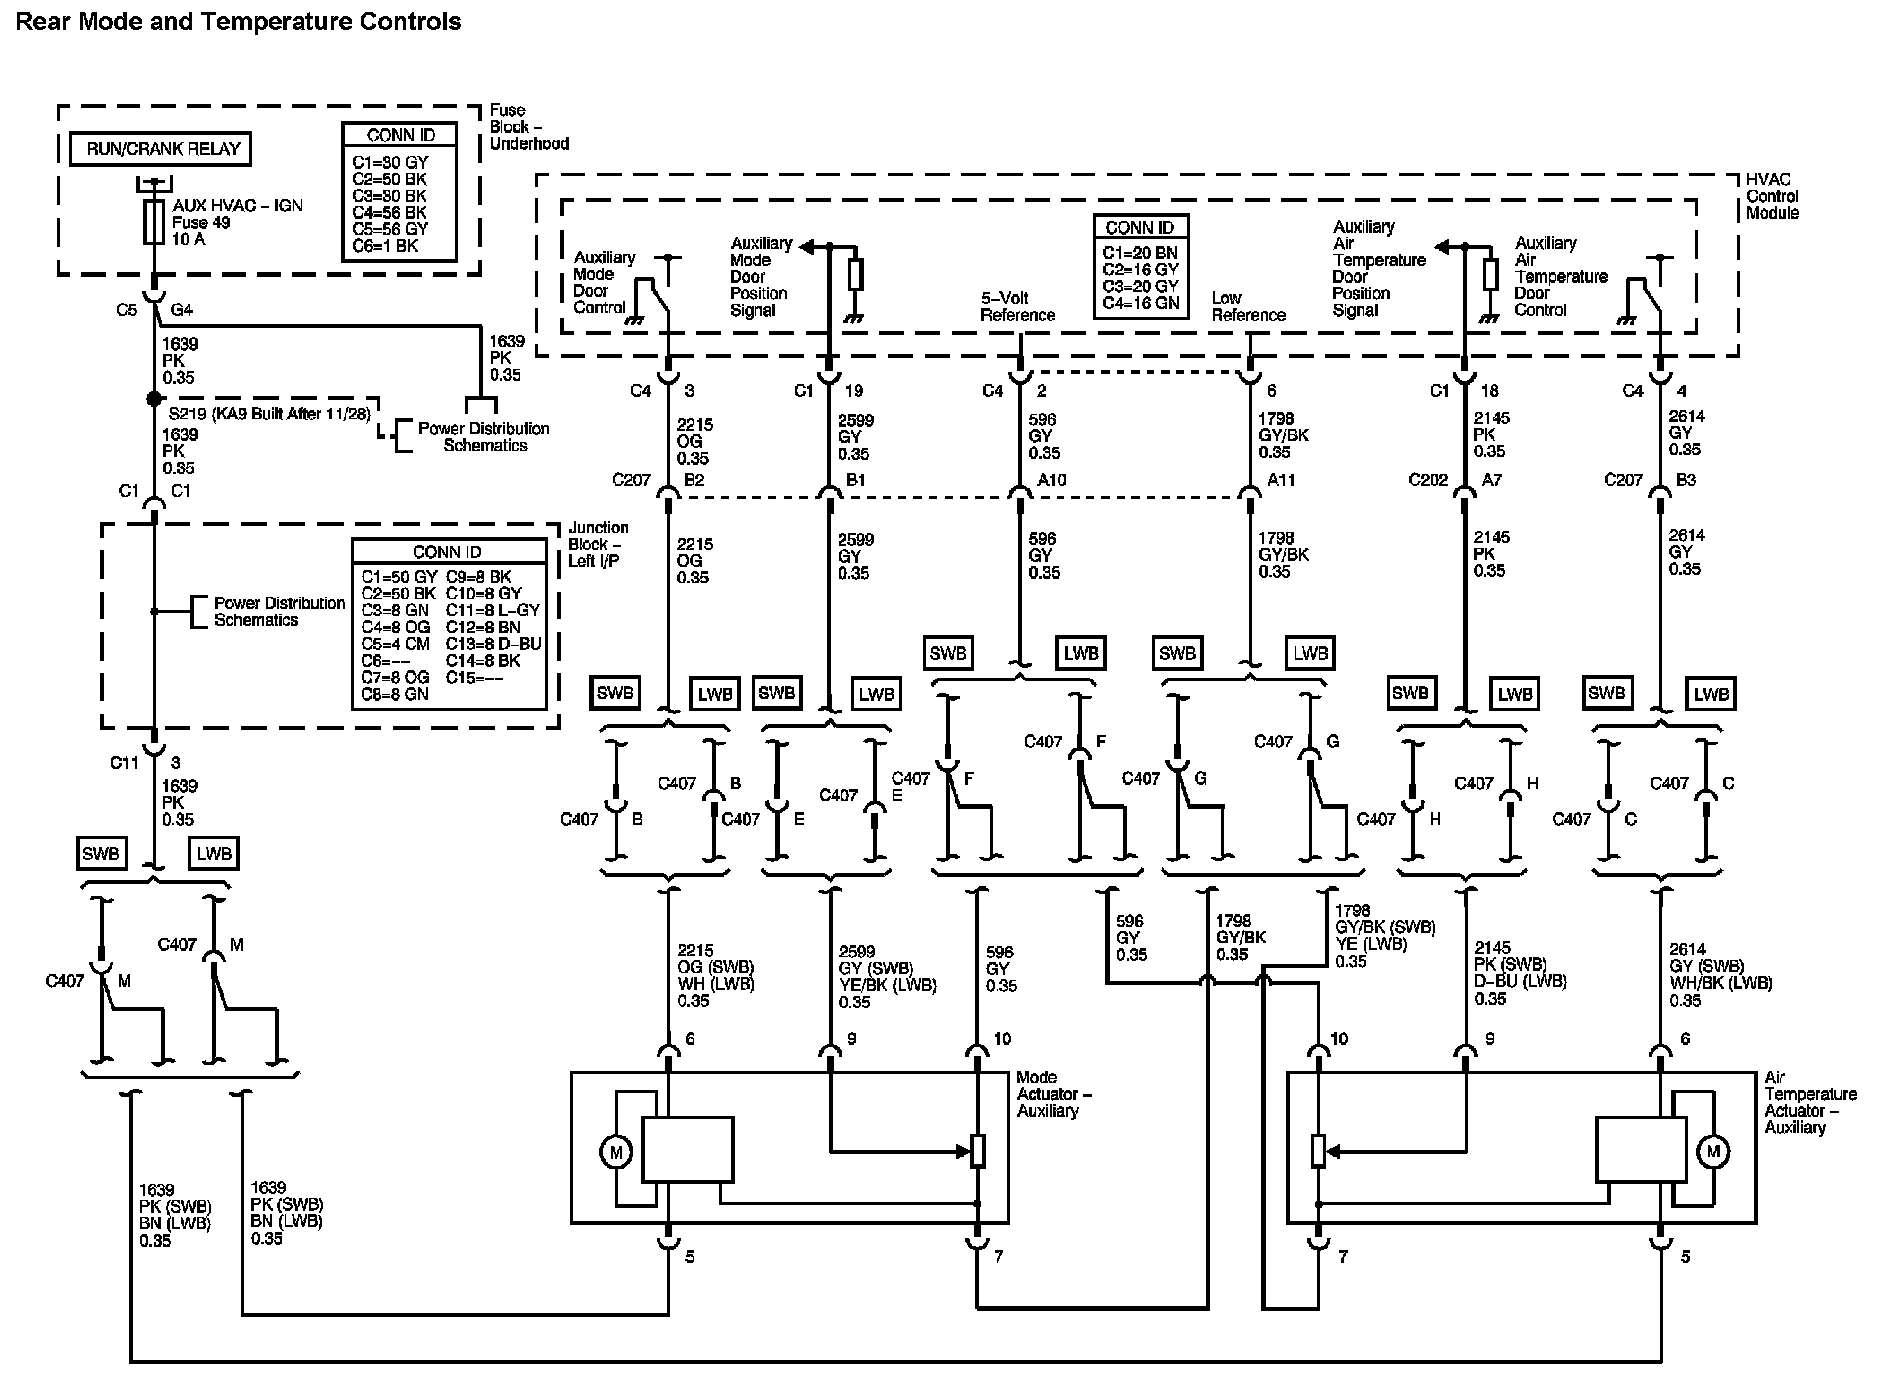 Rear Mode and Temperature Controls
Fuse
Block –
Underhood
RUN/CRANK RELAY
AUX HVAC – IGN
Fuse 49
10 A
CONN ID
C1=30 GY
C2=50 BK
C3=30 BK
C4=56 BK
C5=56 GY
C6=1 BK
C5
G4
1639
PK
0.35
1639
PK
0.35
S219 (KA9 Built After 11/28)
Power Distribution
Schematics
1639
PK
0.35
C1
C1
Junction
Block –
Left I/P
Power Distribution
Schematics
CONN ID
C1=50 GY C9=8 BK
C2=50 BK C10=8 GY
C3=8 GN C11=8 L–GY
C4=8 OG C12=8 BN
C5=4 CM C13=8 D–BU
C6=–– C14=8 BK
C7=8 OG C15=––
C8=8 GN
C11
3
1639
PK
0.35
SWB
LWB
C407
M
C407
M
1639
PK (SWB)
BN (LWB)
0.35
1639
PK (SWB)
BN (LWB)
0.35
HVAC
Control
Module
Auxiliary
Mode
Door
Control
Auxiliary
Mode
Door
Position
Signal
5–Volt
Reference
CONN ID
C1=20 BN
C2=16 GY
C3=20 GY
C4=16 GN
Low
Reference
Auxiliary
Air
Temperature
Door
Position
Signal
Auxiliary
Air
Temperature
Door
Control
C4
3
C1
19
C4
2
6
C1
18
C4
4
2215
OG
0.35
2599
GY
0.35
596
GY
0.35
1798
GY/BK
0.35
2145
PK
0.35
2614
GY
0.35
C207
B2
B1
A10
A11
C202
A7
C207
B3
2215
OG
0.35
2599
GY
0.35
596
GY
0.35
1798
GY/BK
0.35
2145
PK
0.35
2614
GY
0.35
SWB
LWB
SWB
LWB
SWB
LWB
SWB
LWB
SWB
LWB
SWB
LWB
C407
B
C407
B
C407
E
C407
E
C407
F
C407
F
C407
G
C407
G
C407
H
C407
H
C407
C
C407
C
2215
OG (SWB)
WH (LWB)
0.35
2599
GY (SWB)
YE/BK (LWB)
0.35
596
GY
0.35
596
GY
0.35
1798
GY/BK
0.35
1798
GY/BK (SWB)
YE (LWB)
0.35
2145
PK (SWB)
D–BU (LWB)
0.35
2614
GY (SWB)
WH/BK (LWB)
0.35
6
9
10
10
9
6
Mode
Actuator –
Auxiliary
M
Air
Temperature
Actuator –
Auxiliary
M
5
7
7
5